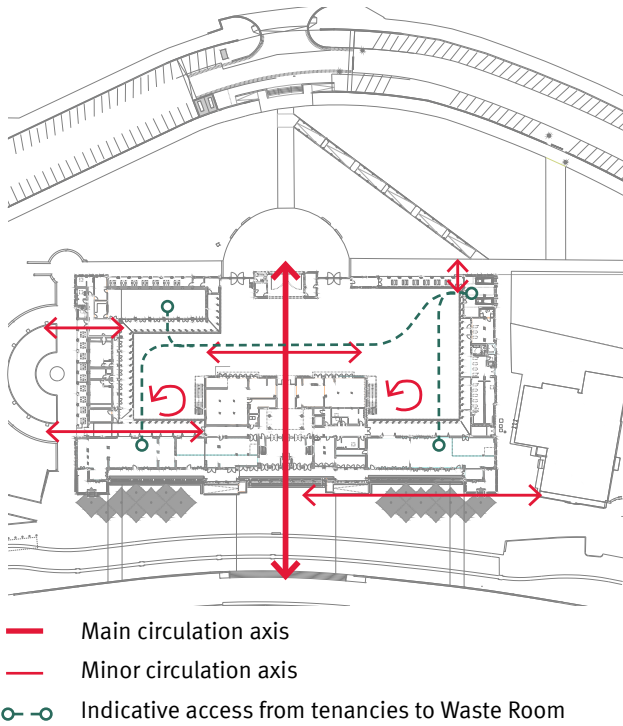 Main circulation axis
Minor circulation axis
Indicative access from tenancies to Waste Room